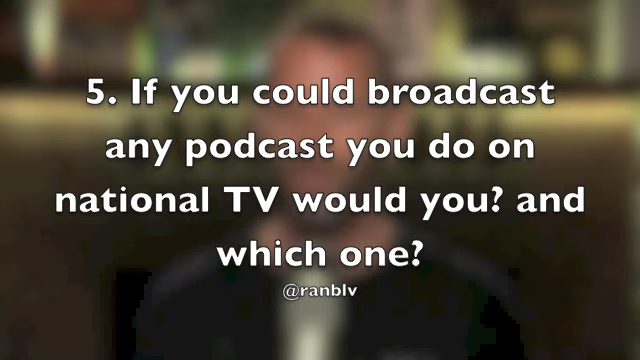 5. If you could broadcast
any podcast you do on
national TV would you? and
which one?
@ranblv